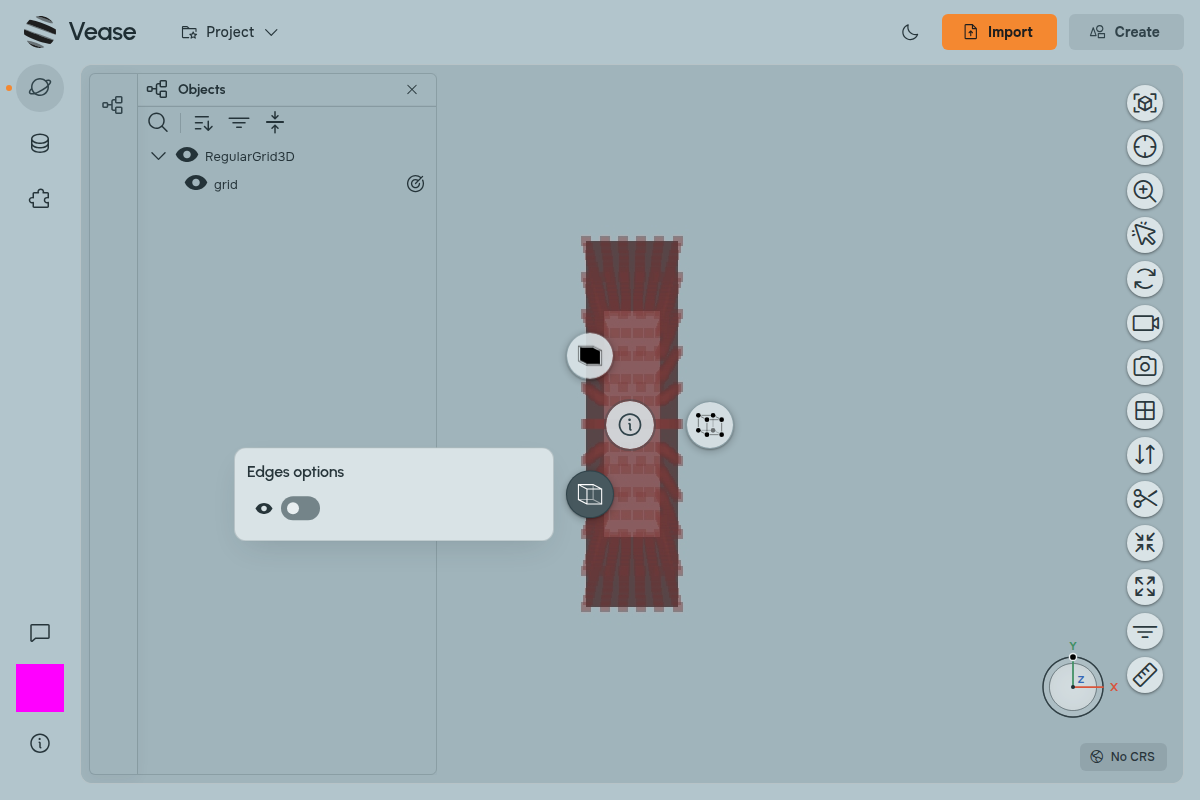 Vease
Project
Import
Create
Objects
RegularGrid3D
grid
Edges options
Y
Z
X
No CRS